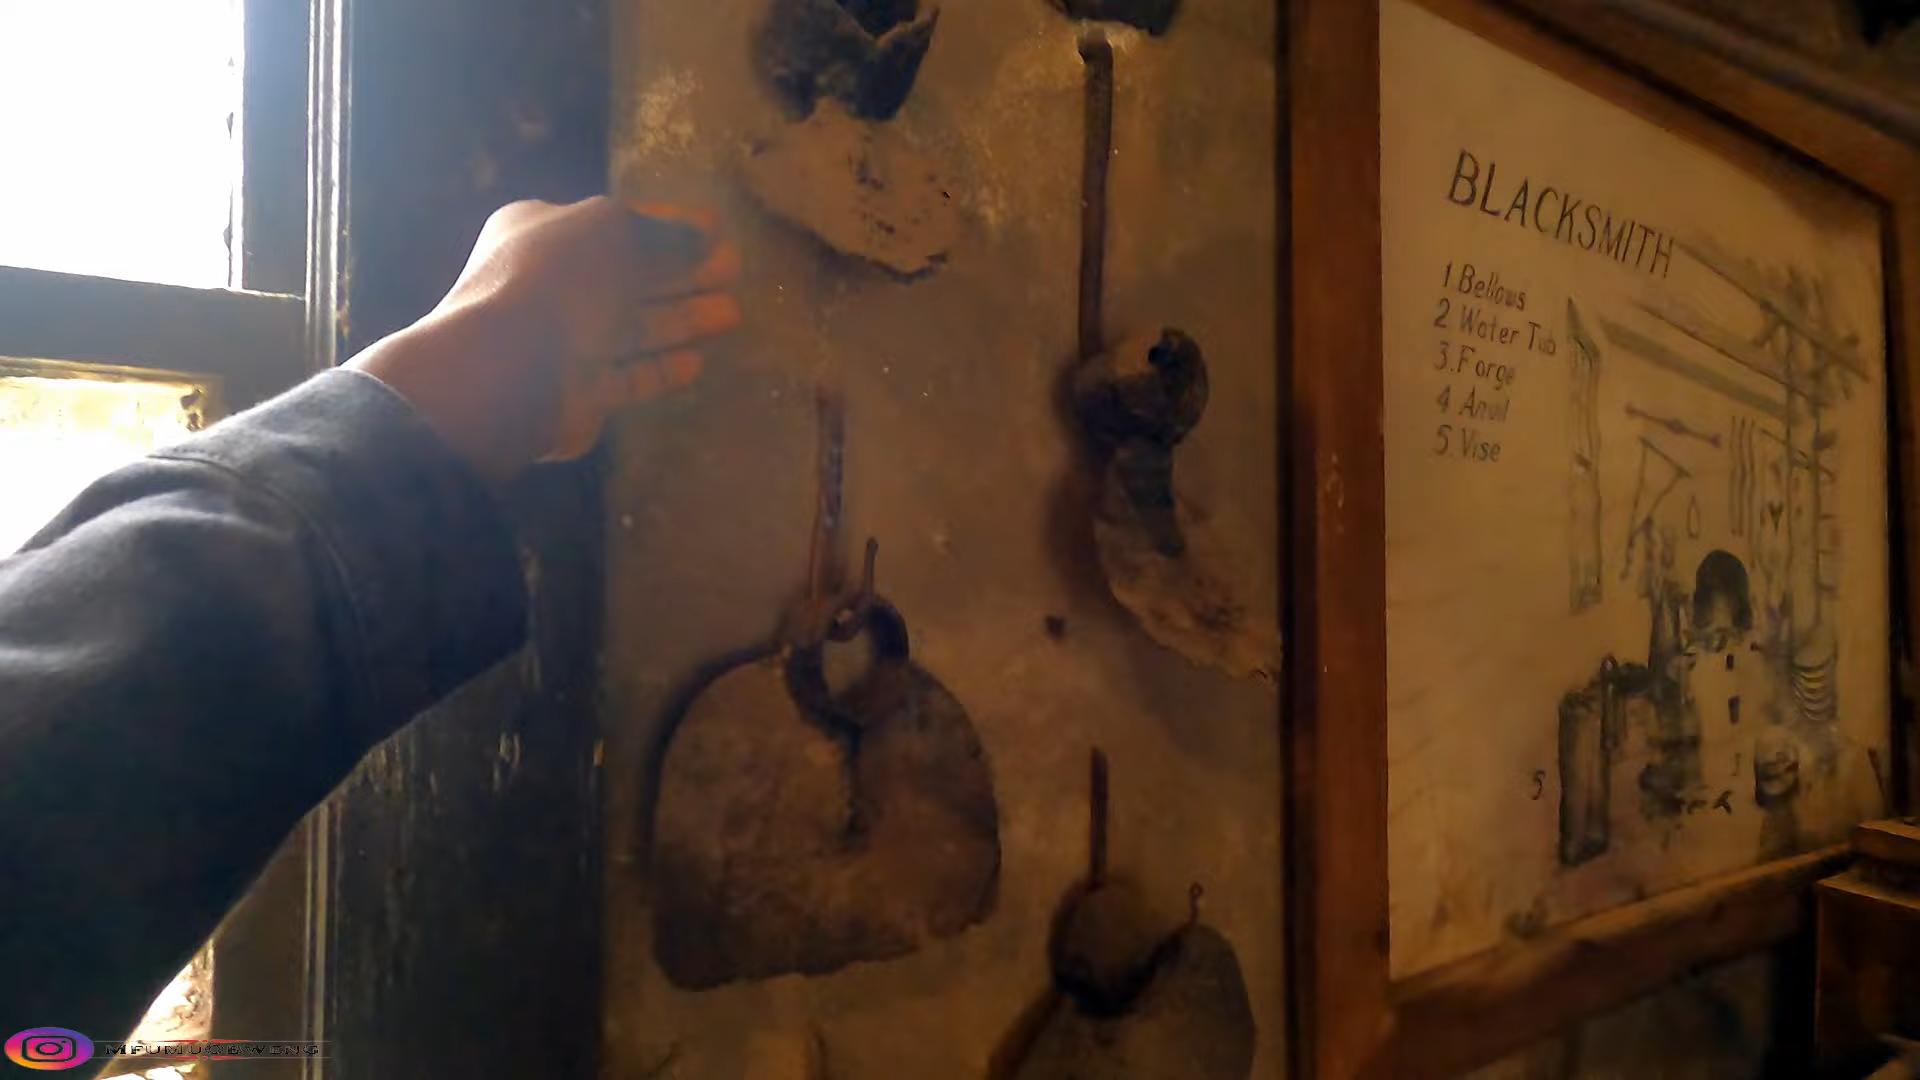 BLACKSMITH
1 Bellows
2 Water Tub
3. Forge
4 Anvil
5. Vise
5